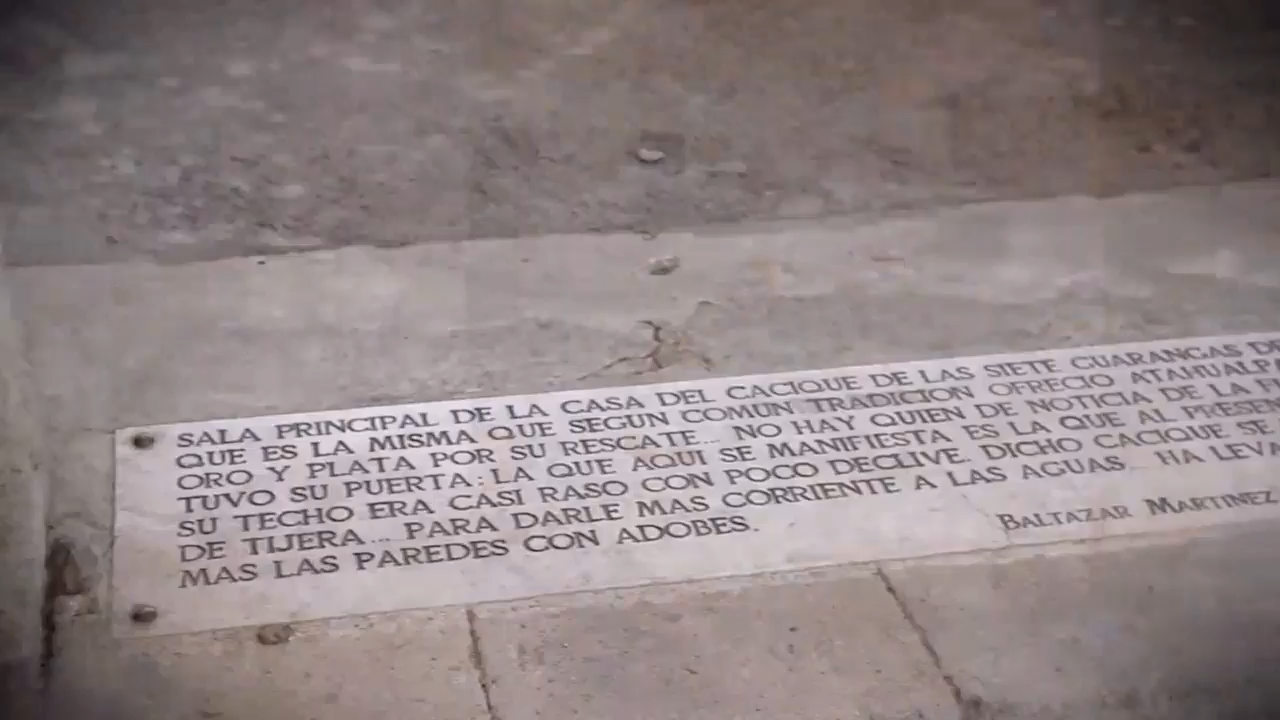 SALA PRINCIPAL DE LA CASA DEL CACIQUE DE LAS SIETE GUARANGAS DE
QUE ES LA MISMA QUE SEGUN COMUN TRADICION OFRECIO ATAHUALPA
ORO Y PLATA POR SU RESCATE... NO HAY QUIEN DE NOTICIA DE LA
TUVO SU PUERTA: LA QUE AQUI SE MANIFIESTA ES LA QUE AL
SU TECHO ERA CASI RASO CON POCO DECLIVE. DICHO CACIQUE SE
DE TIJERA... PARA DARLE MAS CORRIENTE A LAS AGUAS... HA
MAS LAS PAREDES CON ADOBES.
BALTAZAR MARTINEZ